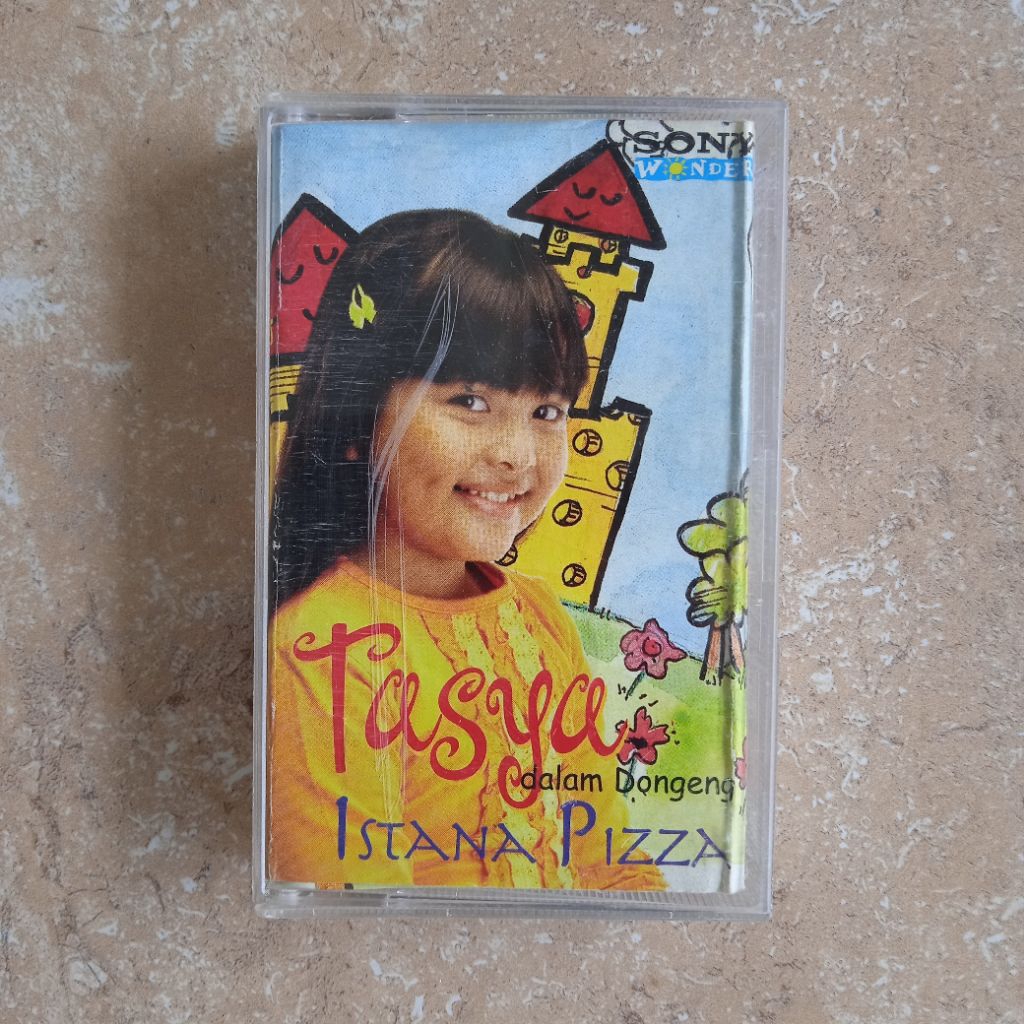 SONY
WONDER
Tasya
dalam Dongeng
ISTANA PIZZA